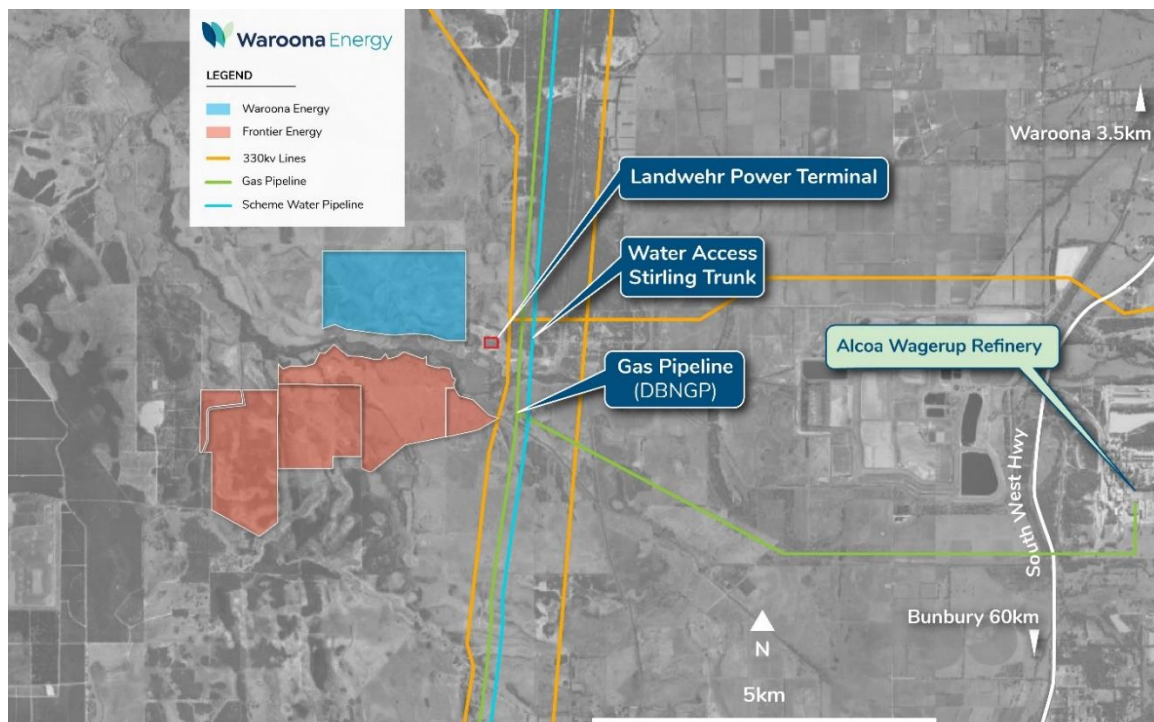 Waroona Energy
LEGEND
Waroona Energy
Frontier Energy
330kv Lines
Gas Pipeline
Scheme Water Pipeline
Waroona 3.5km
Landwehr Power Terminal
Water Access
Stirling Trunk
Alcoa Wagerup Refinery
Gas Pipeline
(DBNGP)
South West Hwy
Bunbury 60km
N
5km